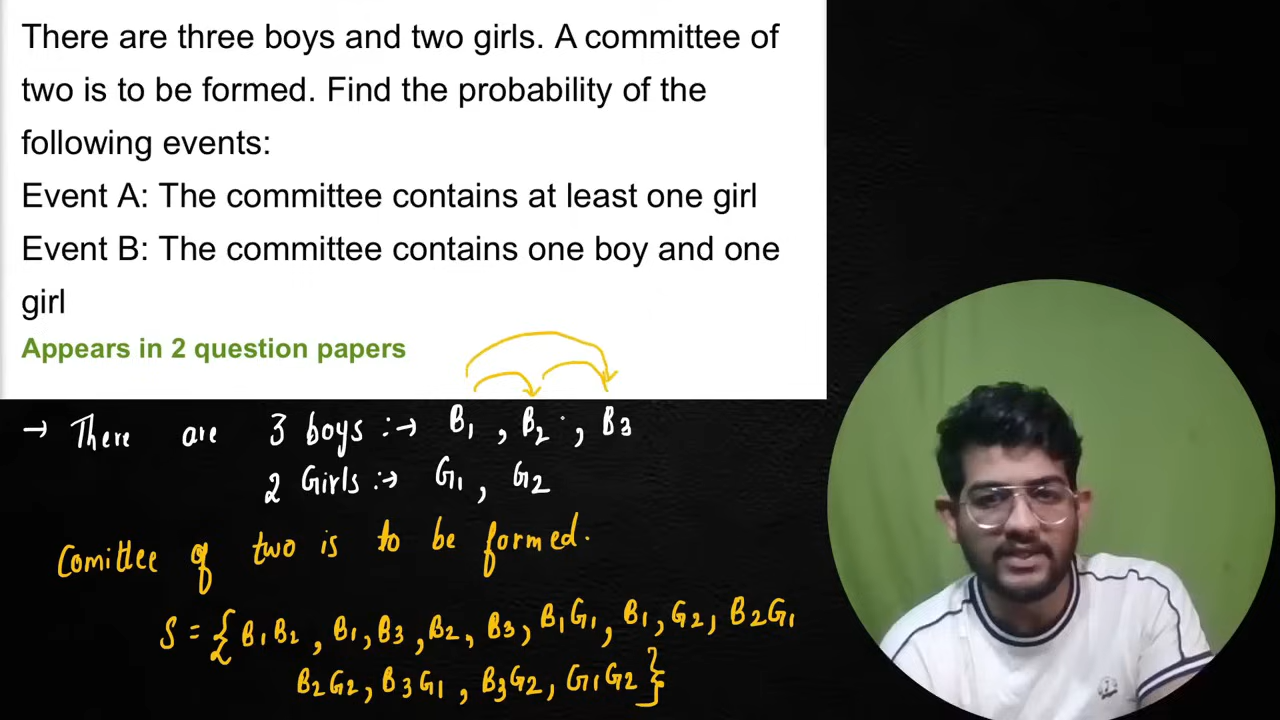 There are three boys and two girls. A committee of
two is to be formed. Find the probability of the
following events:
Event A: The committee contains at least one girl
Event B: The committee contains one boy and one
girl
Appears in 2 question papers
→ There are 3 boys :→ B₁ , B₂ , B₃
2 Girls :→ G₁ , G₂
Comittee of two is to be formed.
S = { B₁B₂ , B₁,B₃ , B₂, B₃, B₁G₁, B₁, G₂, B₂G₁
B₂G₂, B₃G₁ , B₃G₂, G₁G₂ }